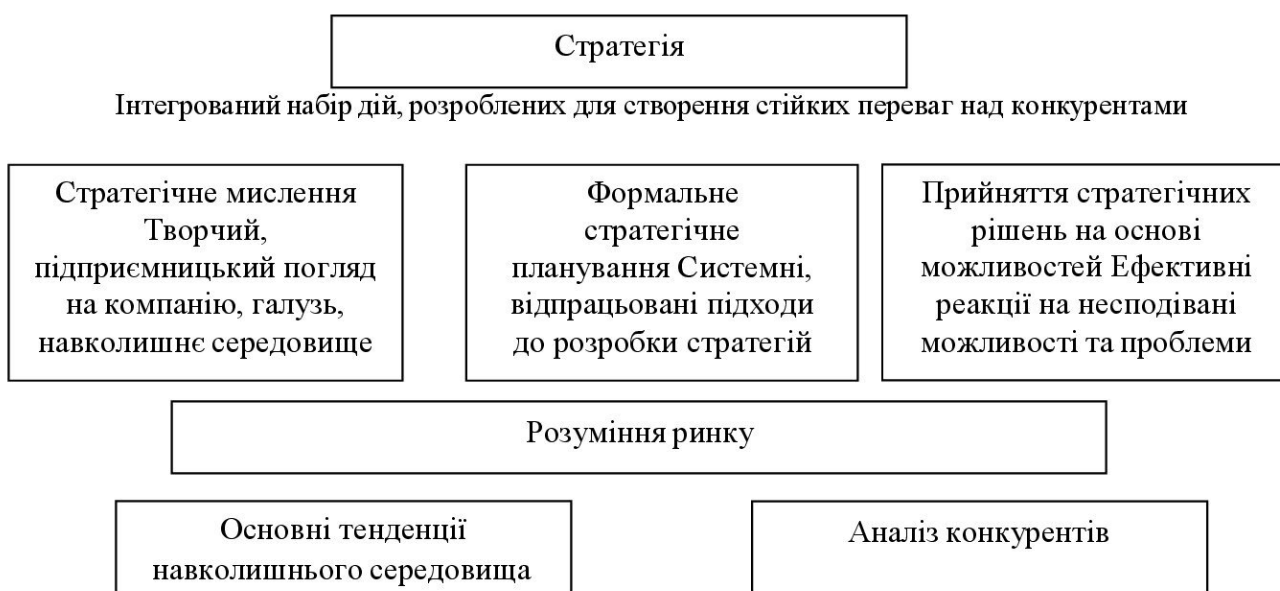 Стратегія
Інтегрований набір дій, розроблених для створення стійких переваг над конкурентами
Стратегічне мислення
Творчий,
підприємницький погляд
на компанію, галузь,
навколишнє середовище
Формальне
стратегічне
планування Системні,
відпрацьовані підходи
до розробки стратегій
Прийняття стратегічних
рішень на основі
можливостей Ефективні
реакції на несподівані
можливості та проблеми
Розуміння ринку
Основні тенденції
навколишнього середовища
Аналіз конкурентів